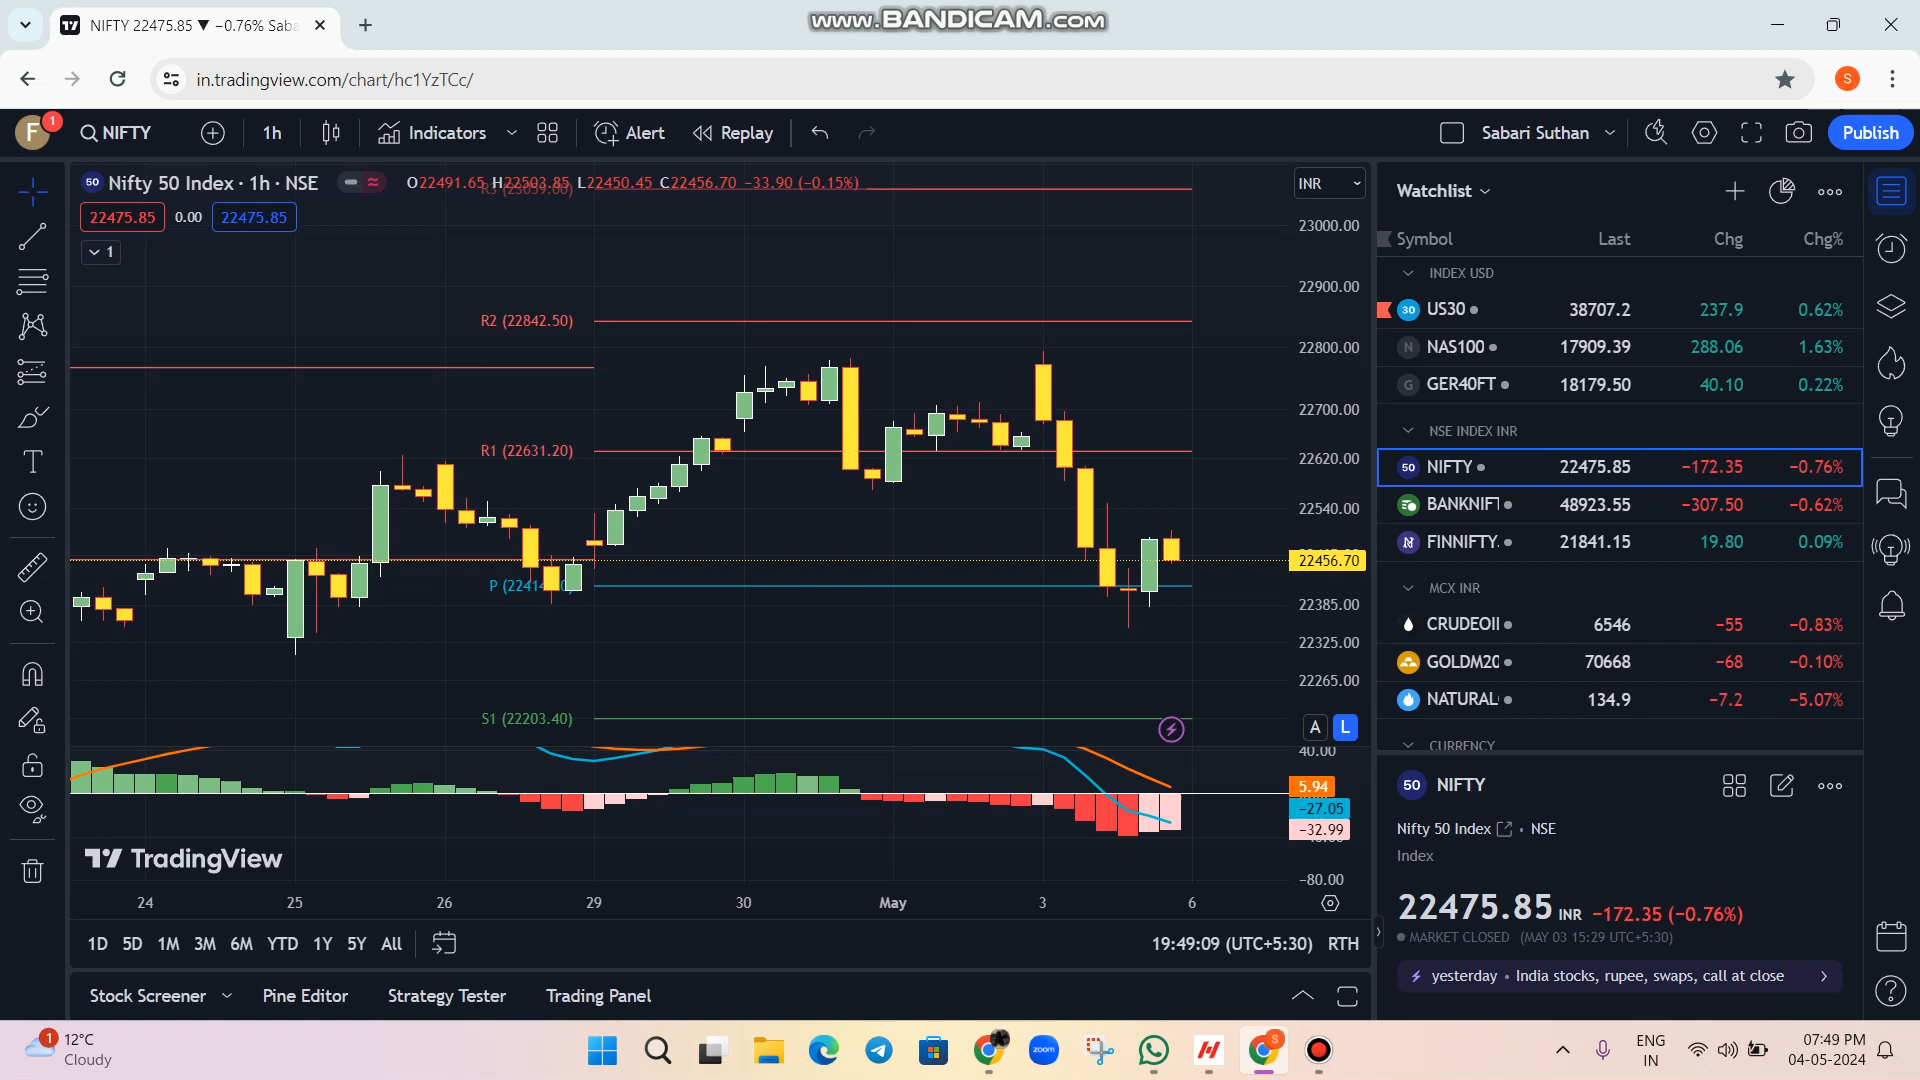 NIFTY 22475.85 ▼ −0.76% Saba
www.BANDICAM.com
in.tradingview.com/chart/hc1YzTCc/
S
F
1
NIFTY
1h
Indicators
Alert
Replay
Sabari Suthan
Publish
50 Nifty 50 Index · 1h · NSE
O22491.65 H22503.85 L22450.45 C22456.70 −33.90 (−0.15%)
R3 (23059.00)
INR
22475.85 0.00 22475.85
1
23000.00
22900.00
R2 (22842.50)
22800.00
22700.00
R1 (22631.20)
22620.00
22540.00
22456.70
P (22414
22385.00
22325.00
22265.00
S1 (22203.40)
A L
40.00
5.94
−27.05
−32.99
−80.00
TradingView
24 25 26 29 30 May 3 6
1D 5D 1M 3M 6M YTD 1Y 5Y All
19:49:09 (UTC+5:30) RTH
Stock Screener
Pine Editor
Strategy Tester
Trading Panel
Watchlist
Symbol Last Chg Chg%
INDEX USD
30 US30 38707.2 237.9 0.62%
N NAS100 17909.39 288.06 1.63%
G GER40FT 18179.50 40.10 0.22%
NSE INDEX INR
50 NIFTY 22475.85 −172.35 −0.76%
BANKNIFT 48923.55 −307.50 −0.62%
FINNIFTY. 21841.15 19.80 0.09%
MCX INR
CRUDEOI 6546 −55 −0.83%
GOLDM20 70668 −68 −0.10%
NATURAL 134.9 −7.2 −5.07%
CURRENCY
50 NIFTY
Nifty 50 Index • NSE
Index
22475.85 INR −172.35 (−0.76%)
MARKET CLOSED (MAY 03 15:29 UTC+5:30)
yesterday • India stocks, rupee, swaps, call at close
1
12°C
Cloudy
zoom
S
ENG
IN
07:49 PM
04-05-2024